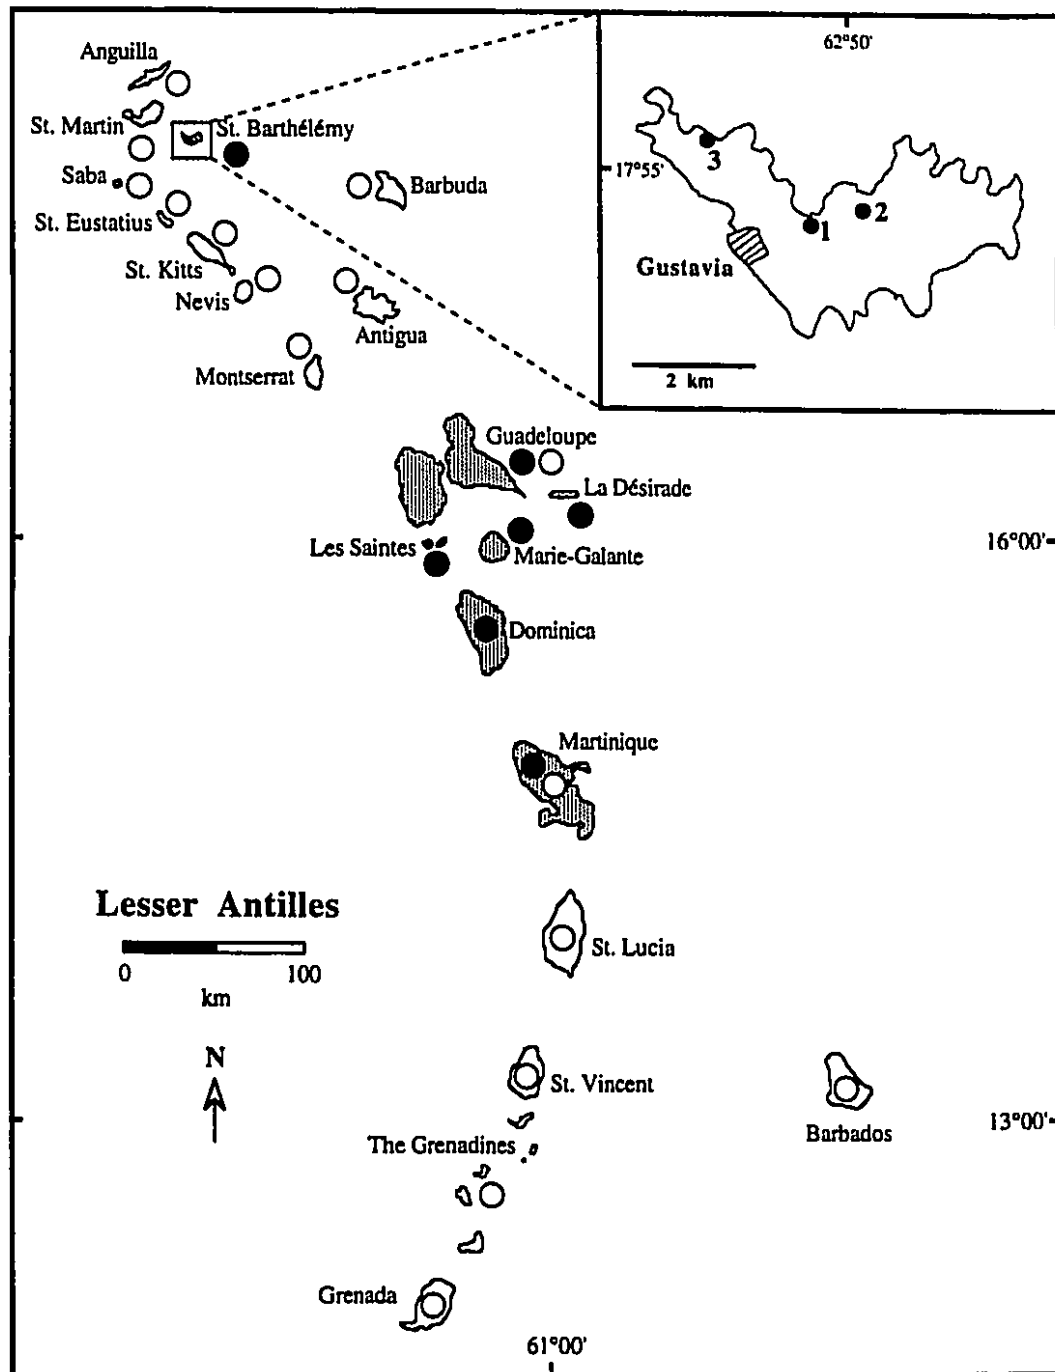 62°50'
Anguilla
St. Martin
St. Barthélémy
3
17°55'
Saba
Barbuda
2
1
St. Eustatius
St. Kitts
Gustavia
Nevis
Antigua
Montserrat
2 km
Guadeloupe
La Désirade
Les Saintes
Marie-Galante
16°00'
Dominica
Martinique
Lesser Antilles
St. Lucia
0 100
km
N
St. Vincent
13°00'
Barbados
The Grenadines
Grenada
61°00'